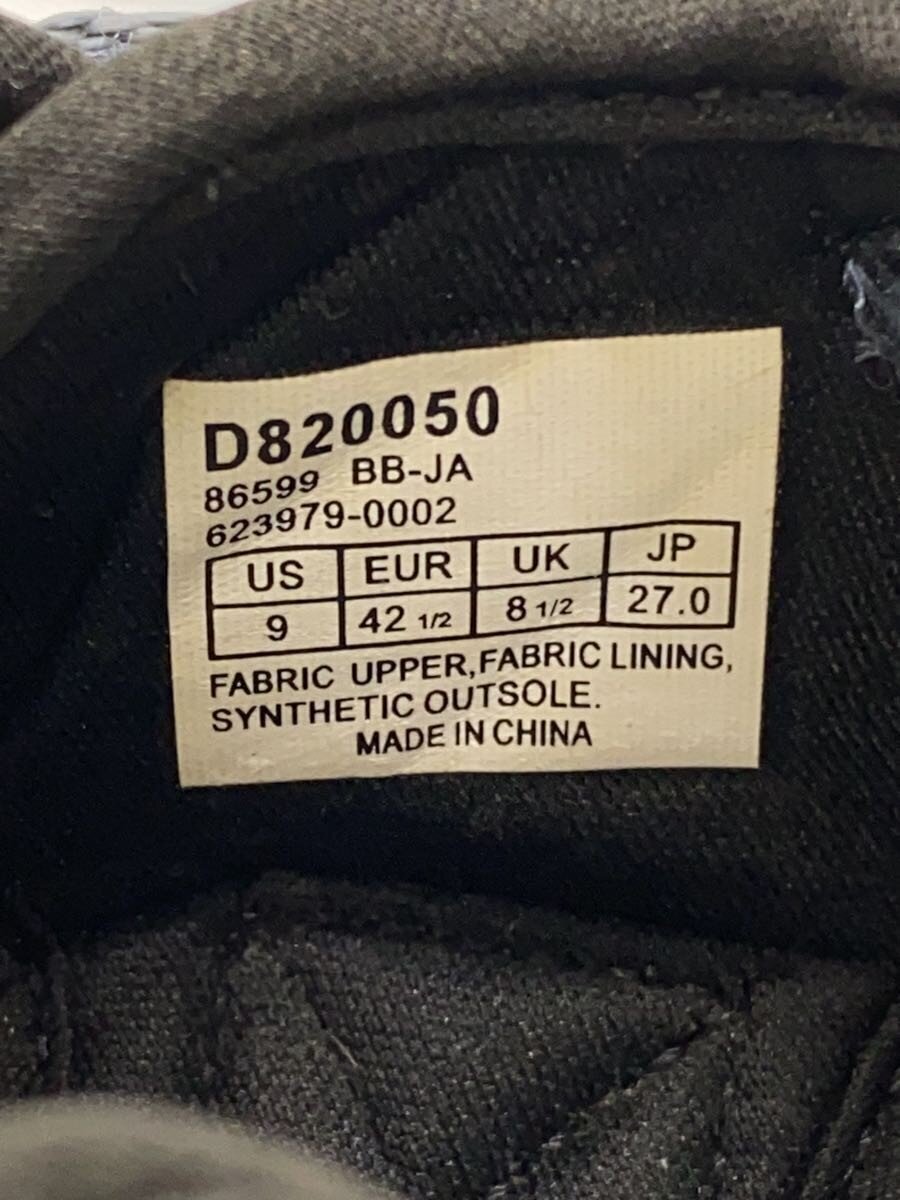 D820050
86599 BB-JA
623979-0002
US EUR UK JP
9 42 1/2 8 1/2 27.0
FABRIC UPPER,FABRIC LINING,
SYNTHETIC OUTSOLE.
MADE IN CHINA